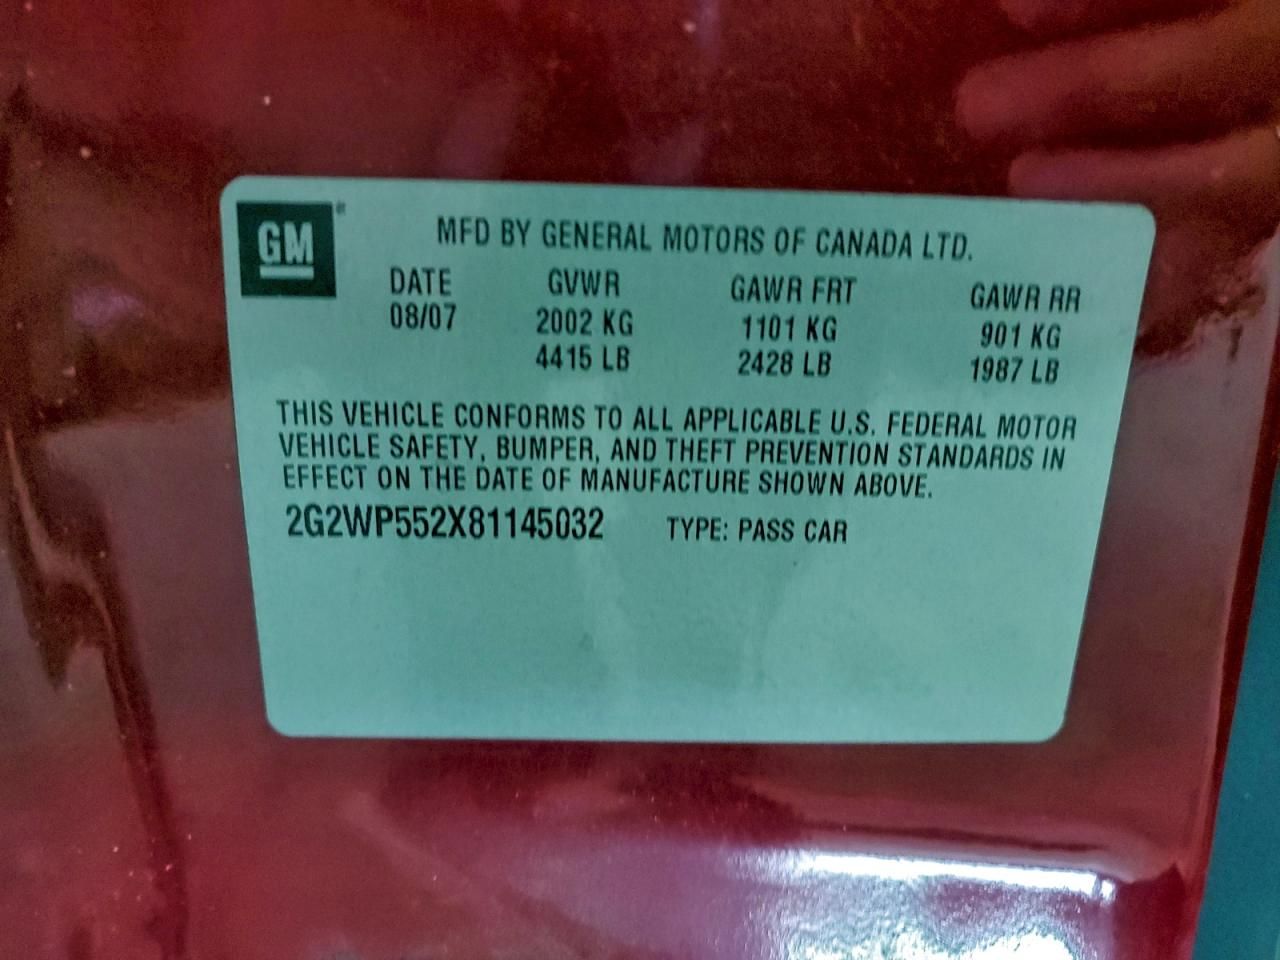 GM
MFD BY GENERAL MOTORS OF CANADA LTD.
DATE GVWR GAWR FRT GAWR RR
08/07 2002 KG 1101 KG 901 KG
4415 LB 2428 LB 1987 LB
THIS VEHICLE CONFORMS TO ALL APPLICABLE U.S. FEDERAL MOTOR
VEHICLE SAFETY, BUMPER, AND THEFT PREVENTION STANDARDS IN
EFFECT ON THE DATE OF MANUFACTURE SHOWN ABOVE.
2G2WP552X81145032 TYPE: PASS CAR